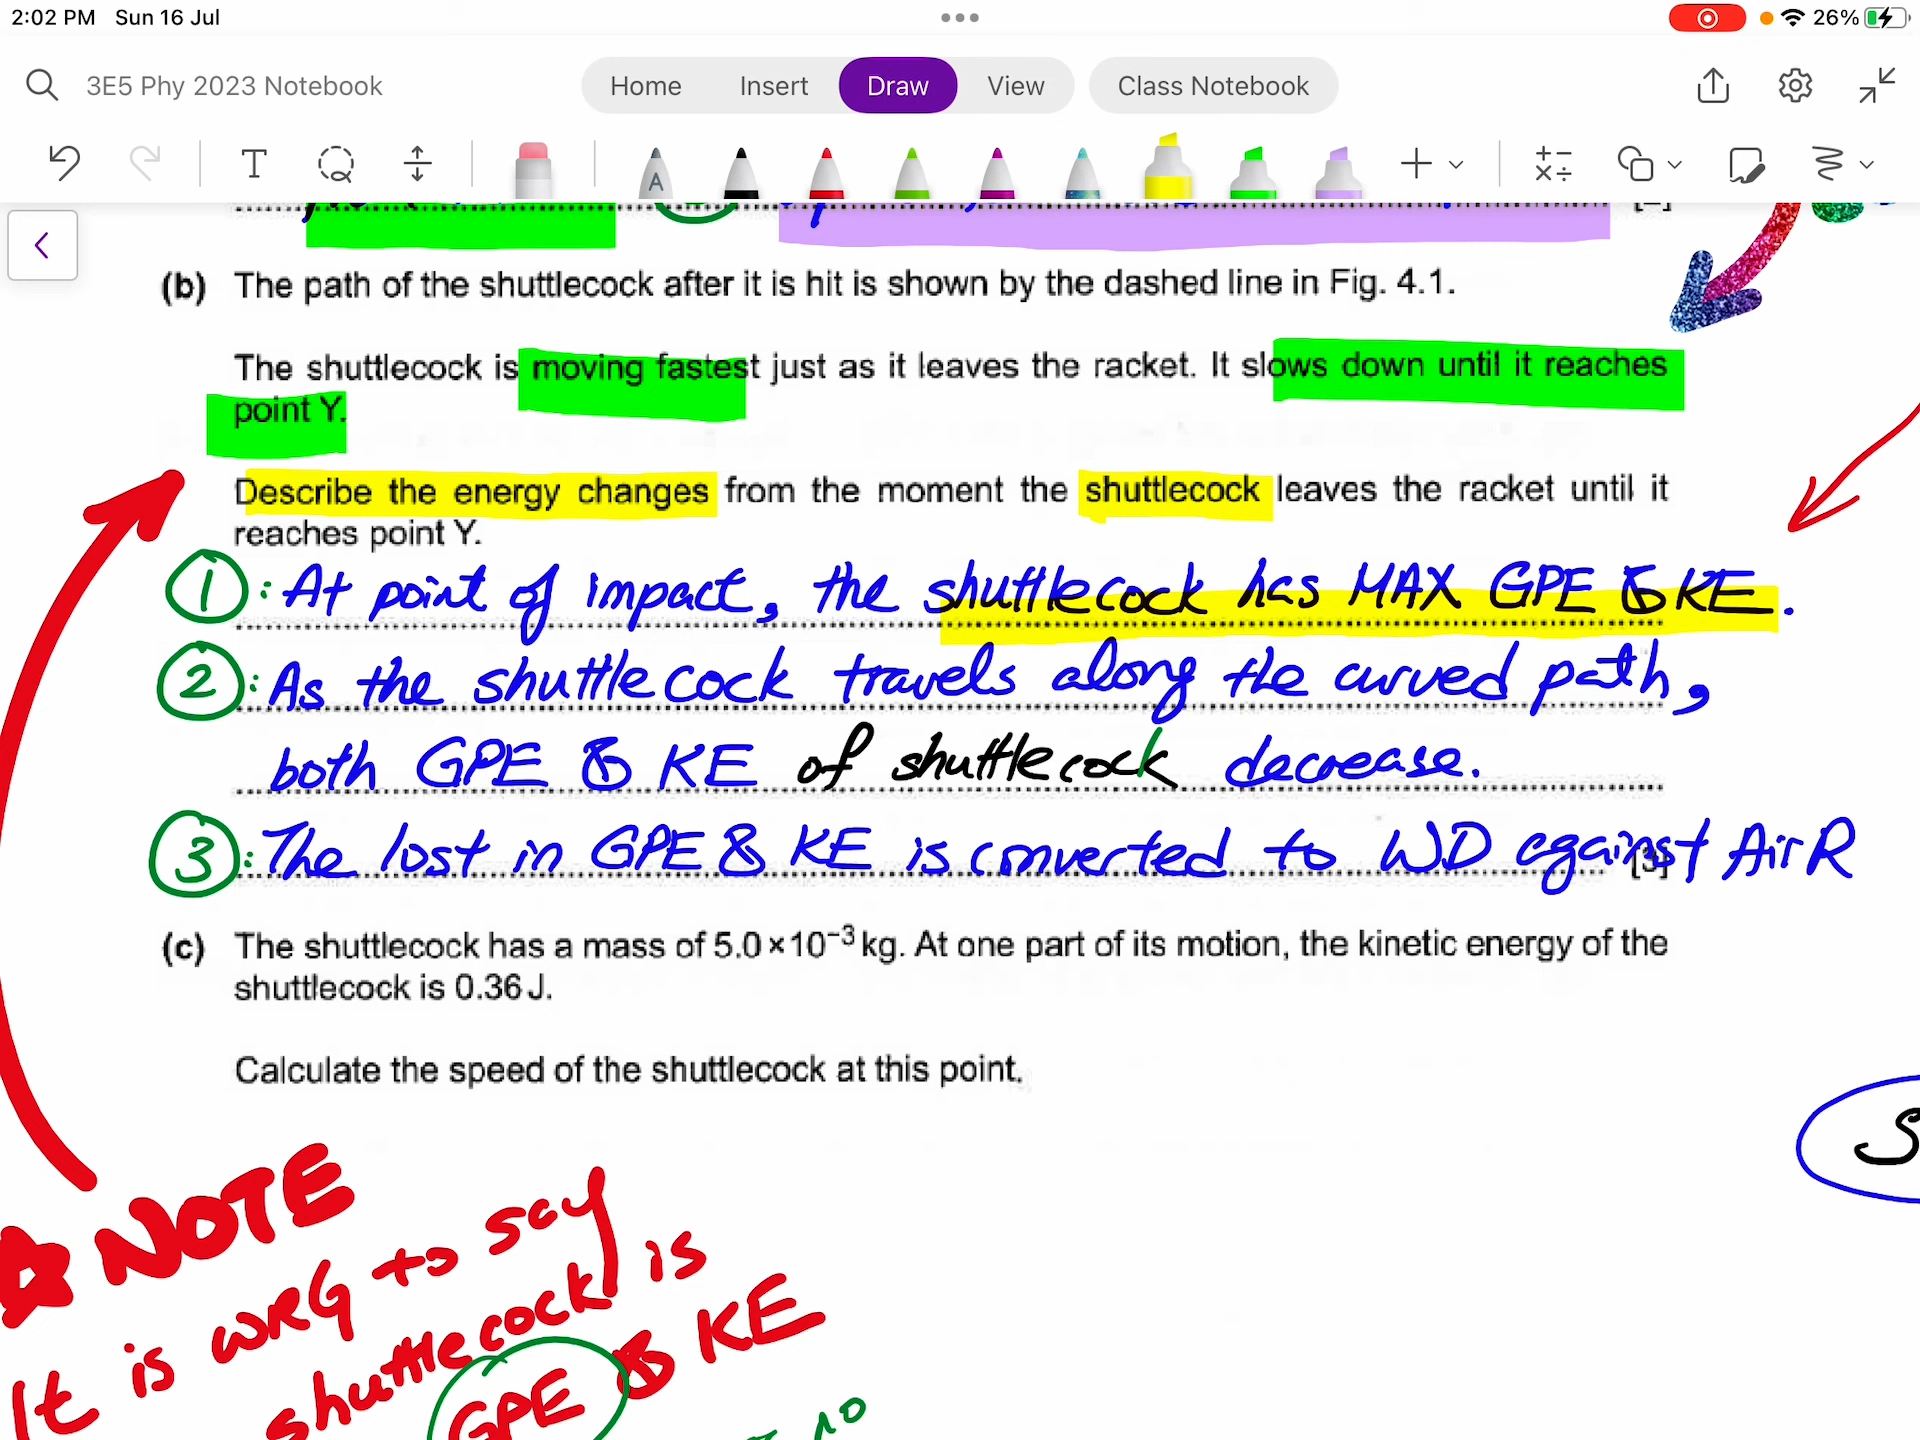 2:02 PM Sun 16 Jul 26%
3E5 Phy 2023 Notebook Home Insert Draw View Class Notebook
T A
(b) The path of the shuttlecock after it is hit is shown by the dashed line in Fig. 4.1.
The shuttlecock is moving fastest just as it leaves the racket. It slows down until it reaches
point Y.
Describe the energy changes from the moment the shuttlecock leaves the racket until it
reaches point Y.
1: At point of impact, the shuttlecock has MAX GPE & KE.
2: As the shuttlecock travels along the curved path,
both GPE & KE of shuttlecock decrease.
3: The lost in GPE & KE is converted to WD against Air R
[3]
(c) The shuttlecock has a mass of 5.0 × 10⁻³ kg. At one part of its motion, the kinetic energy of the
shuttlecock is 0.36 J.
Calculate the speed of the shuttlecock at this point.
S
NOTE
It is WRG to say
shuttlecock is
GPE & KE